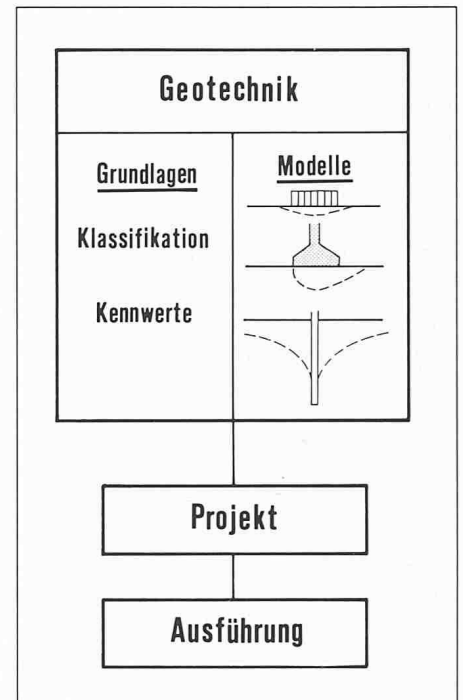 Geotechnik
Grundlagen
Klassifikation
Kennwerte
Modelle
Projekt
Ausführung